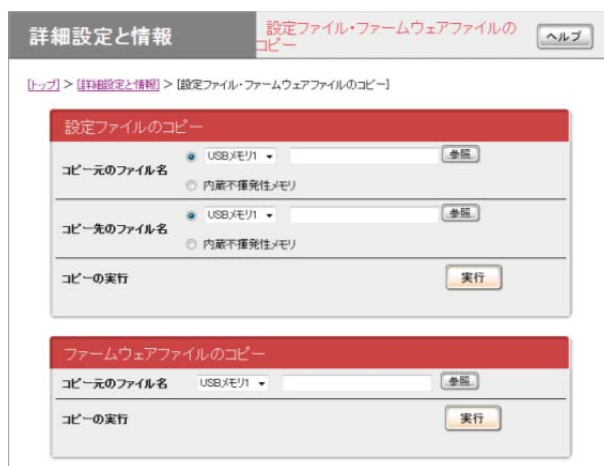 詳細設定と情報
設定ファイル・ファームウェアファイルの
コピー
ヘルプ
[トップ] > [詳細設定と情報] > [設定ファイル・ファームウェアファイルのコピー]
設定ファイルのコピー
コピー元のファイル名
USBメモリ1
参照
内蔵不揮発性メモリ
コピー先のファイル名
USBメモリ1
参照
内蔵不揮発性メモリ
コピーの実行
実行
ファームウェアファイルのコピー
コピー元のファイル名
USBメモリ1
参照
コピーの実行
実行